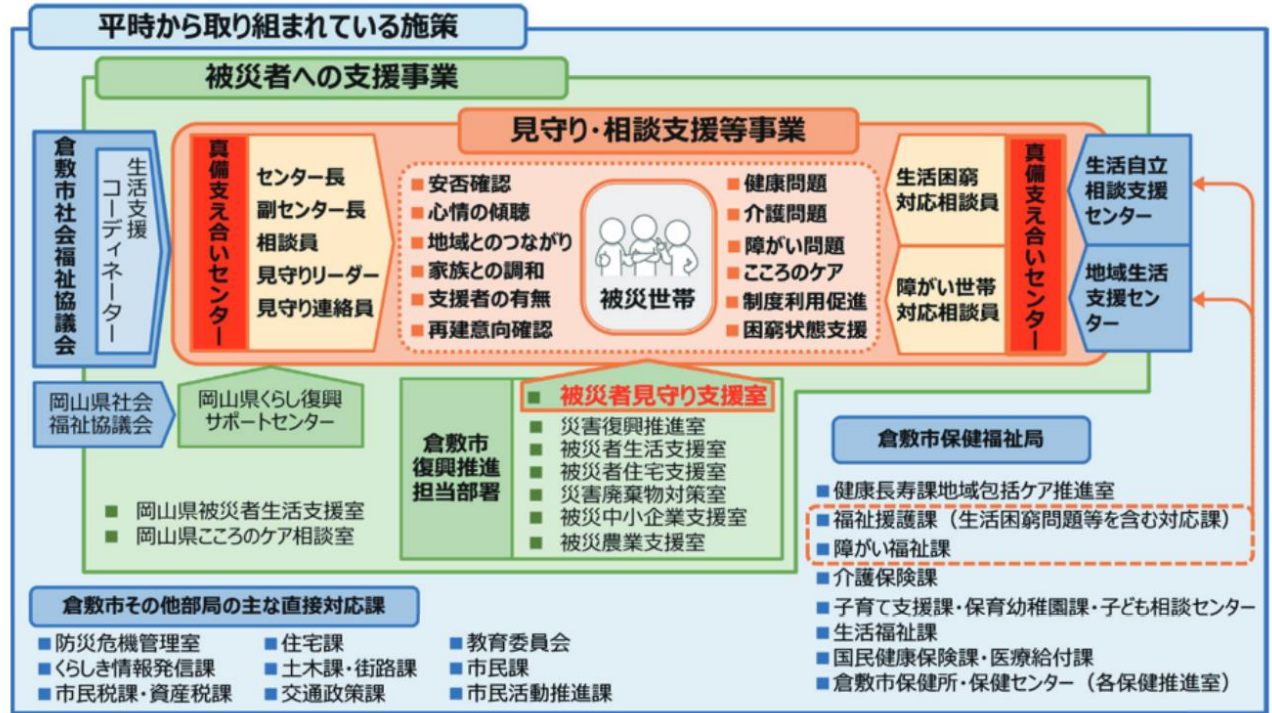 平時から取り組まれている施策
被災者への支援事業
見守り・相談支援等事業
倉敷市社会福祉協議会
生活支援
コーディネーター
真備支え合いセンター
センター長
副センター長
相談員
見守りリーダー
見守り連絡員
■ 安否確認
■ 心情の傾聴
■ 地域とのつながり
■ 家族との調和
■ 支援者の有無
■ 再建意向確認
被災世帯
■ 健康問題
■ 介護問題
■ 障がい問題
■ こころのケア
■ 制度利用促進
■ 困窮状態支援
生活困窮
対応相談員
障がい世帯
対応相談員
真備支え合いセンター
生活自立
相談支援
センター
地域生活
支援セン
ター
岡山県社会
福祉協議会
岡山県くらし復興
サポートセンター
■ 岡山県被災者生活支援室
■ 岡山県こころのケア相談室
倉敷市
復興推進
担当部署
■ 被災者見守り支援室
■ 災害復興推進室
■ 被災者生活支援室
■ 被災者住宅支援室
■ 災害廃棄物対策室
■ 被災中小企業支援室
■ 被災農業支援室
倉敷市保健福祉局
■ 健康長寿課地域包括ケア推進室
■ 福祉援護課（生活困窮問題等を含む対応課）
■ 障がい福祉課
■ 介護保険課
■ 子育て支援課・保育幼稚園課・子ども相談センター
■ 生活福祉課
■ 国民健康保険課・医療給付課
■ 倉敷市保健所・保健センター（各保健推進室）
倉敷市その他部局の主な直接対応課
■ 防災危機管理室
■ くらしき情報発信課
■ 市民税課・資産税課
■ 住宅課
■ 土木課・街路課
■ 交通政策課
■ 教育委員会
■ 市民課
■ 市民活動推進課